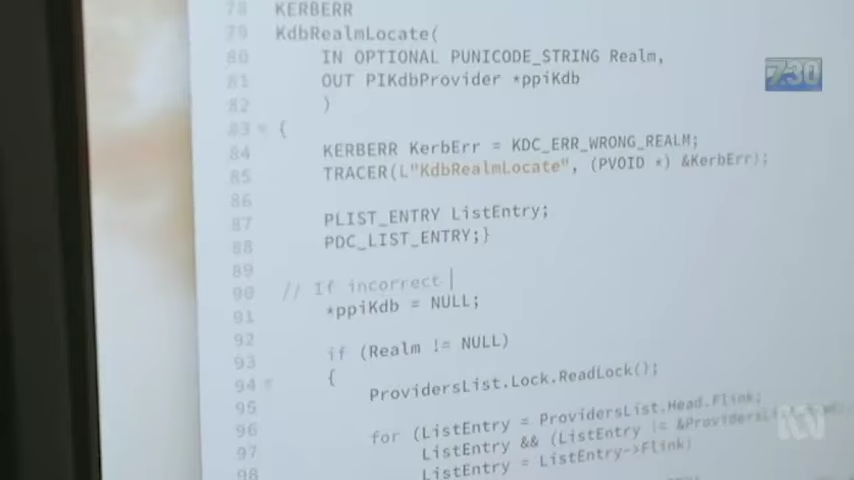 78 KERBERR
79 KdbRealmLocate(
80 IN OPTIONAL PUNICODE_STRING Realm,
81 OUT PIKdbProvider *ppiKdb
82 )
83 {
84 KERBERR KerbErr = KDC_ERR_WRONG_REALM;
85 TRACER(L"KdbRealmLocate", (PVOID *) &KerbErr);
86
87 PLIST_ENTRY ListEntry;
88 PDC_LIST_ENTRY;}
89
90 // If incorrect
91 *ppiKdb = NULL;
92
93 if (Realm != NULL)
94 {
95 ProvidersList.Lock.ReadLock();
96
97 for (ListEntry = ProvidersList.Head.Flink;
98 ListEntry && (ListEntry !=
ListEntry = ListEntry->Flink)
7.30